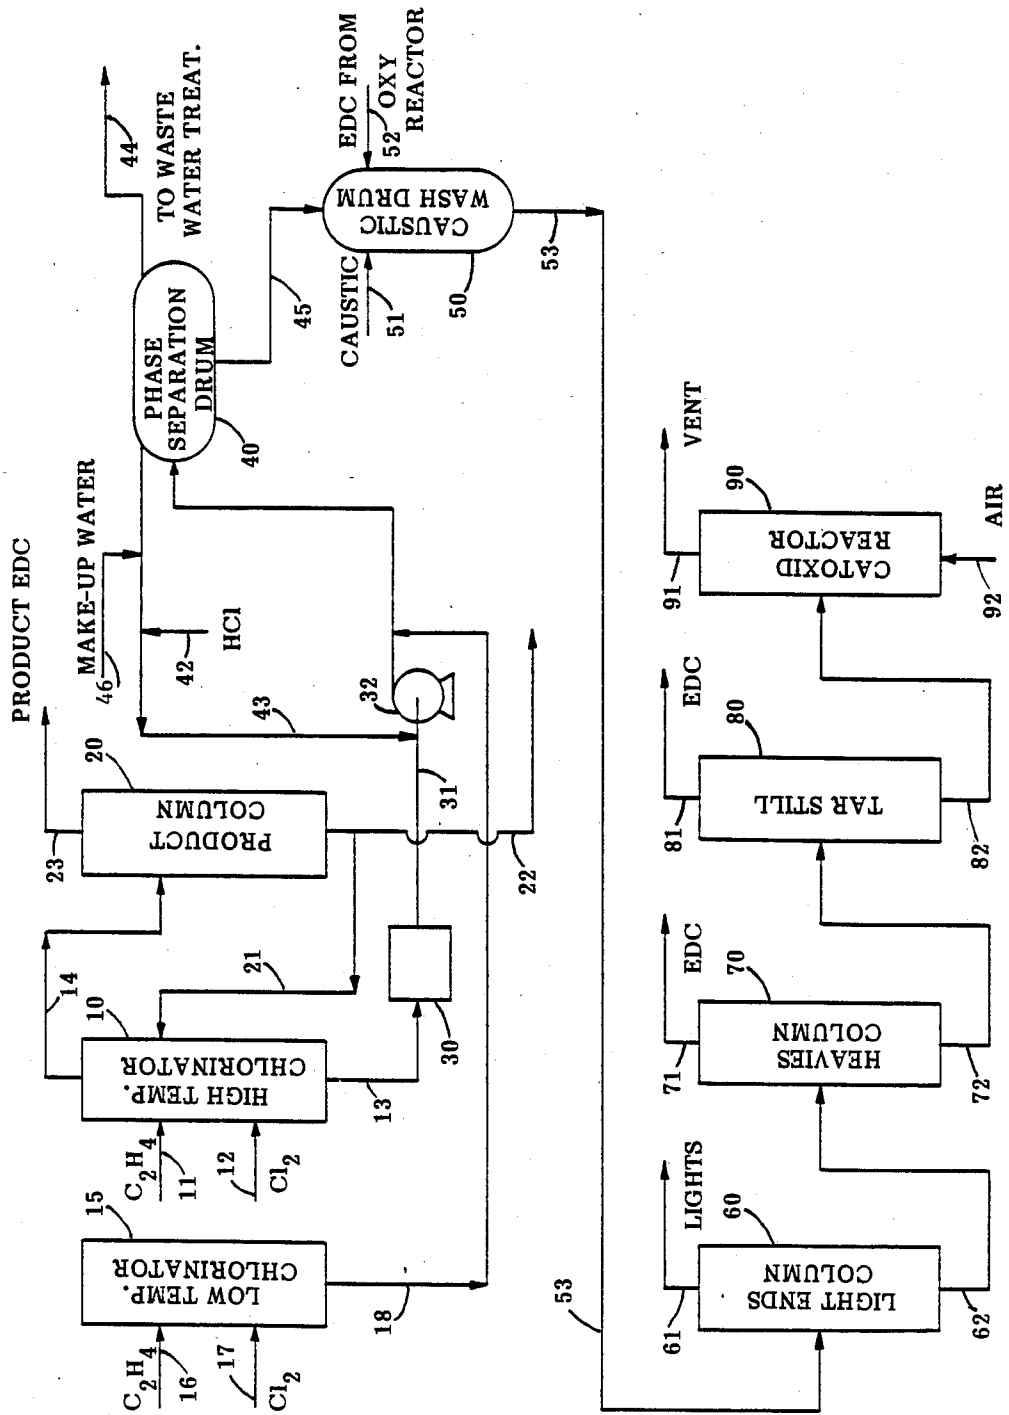 PRODUCT EDC
23
20
PRODUCT
COLUMN
14
10
HIGH TEMP.
CHLORINATOR
C2H4
11
12
Cl2
15
LOW TEMP.
CHLORINATOR
C2H4
16
17
Cl2
18
13
21
30
22
31
32
43
MAKE-UP WATER
46
42
HCl
PHASE
SEPARATION
DRUM
40
44
TO WASTE
WATER TREAT.
45
CAUSTIC
51
CAUSTIC
WASH DRUM
50
EDC FROM
OXY
REACTOR
52
53
53
LIGHTS
61
60
LIGHT ENDS
COLUMN
62
EDC
71
70
HEAVIES
COLUMN
72
EDC
81
80
TAR STILL
82
VENT
91
90
CATOXID
REACTOR
92
AIR